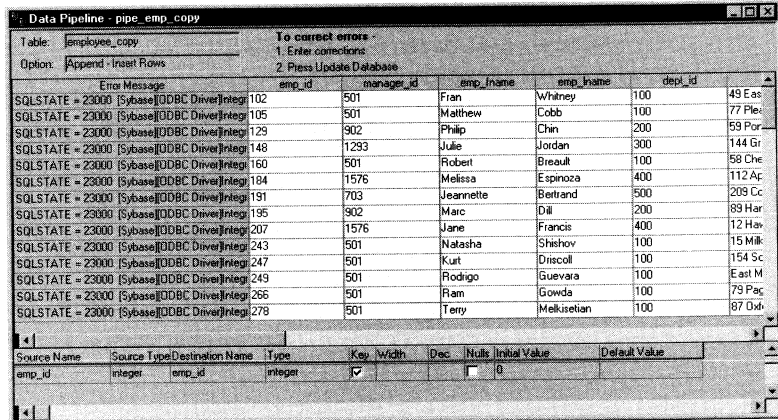 Data Pipeline - pipe_emp_copy
Table: employee_copy
Option: Append - Insert Rows
To correct errors -
1. Enter corrections
2. Press Update Database
Error Message emp_id manager_id emp_fname emp_lname dept_id
SQLSTATE = 23000 [Sybase][ODBC Driver]Integr 102 501 Fran Whitney 100 49 Eas
SQLSTATE = 23000 [Sybase][ODBC Driver]Integr 105 501 Matthew Cobb 100 77 Plea
SQLSTATE = 23000 [Sybase][ODBC Driver]Integr 129 902 Philip Chin 200 59 Pon
SQLSTATE = 23000 [Sybase][ODBC Driver]Integr 148 1293 Julie Jordan 300 144 Gr
SQLSTATE = 23000 [Sybase][ODBC Driver]Integr 160 501 Robert Breault 100 58 Che
SQLSTATE = 23000 [Sybase][ODBC Driver]Integr 184 1576 Melissa Espinoza 400 112 Ap
SQLSTATE = 23000 [Sybase][ODBC Driver]Integr 191 703 Jeannette Bertrand 500 209 Co
SQLSTATE = 23000 [Sybase][ODBC Driver]Integr 195 902 Marc Dill 200 89 Har
SQLSTATE = 23000 [Sybase][ODBC Driver]Integr 207 1576 Jane Francis 400 12 Haw
SQLSTATE = 23000 [Sybase][ODBC Driver]Integr 243 501 Natasha Shishov 100 15 Milk
SQLSTATE = 23000 [Sybase][ODBC Driver]Integr 247 501 Kurt Driscoll 100 154 Sc
SQLSTATE = 23000 [Sybase][ODBC Driver]Integr 249 501 Rodrigo Guevara 100 East M
SQLSTATE = 23000 [Sybase][ODBC Driver]Integr 266 501 Ram Gowda 100 79 Pag
SQLSTATE = 23000 [Sybase][ODBC Driver]Integr 278 501 Terry Melkisetian 100 87 Oxfo
Source Name Source Type Destination Name Type Key Width Dec Nulls Initial Value Default Value
emp_id integer emp_id integer 0